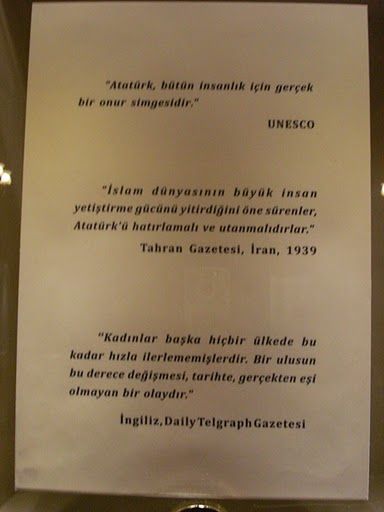 "Atatürk, bütün insanlık için gerçek
bir onur simgesidir."
UNESCO
"İslam dünyasının büyük insan
yetiştirme gücünü yitirdiğini öne sürenler,
Atatürk'ü hatırlamalı ve utanmalıdırlar."
Tahran Gazetesi, İran, 1939
"Kadınlar başka hiçbir ülkede bu
kadar hızla ilerlememişlerdir. Bir ulusun
bu derece değişmesi, tarihte, gerçekten eşi
olmayan bir olaydır."
İngiliz, Daily Telgraph Gazetesi